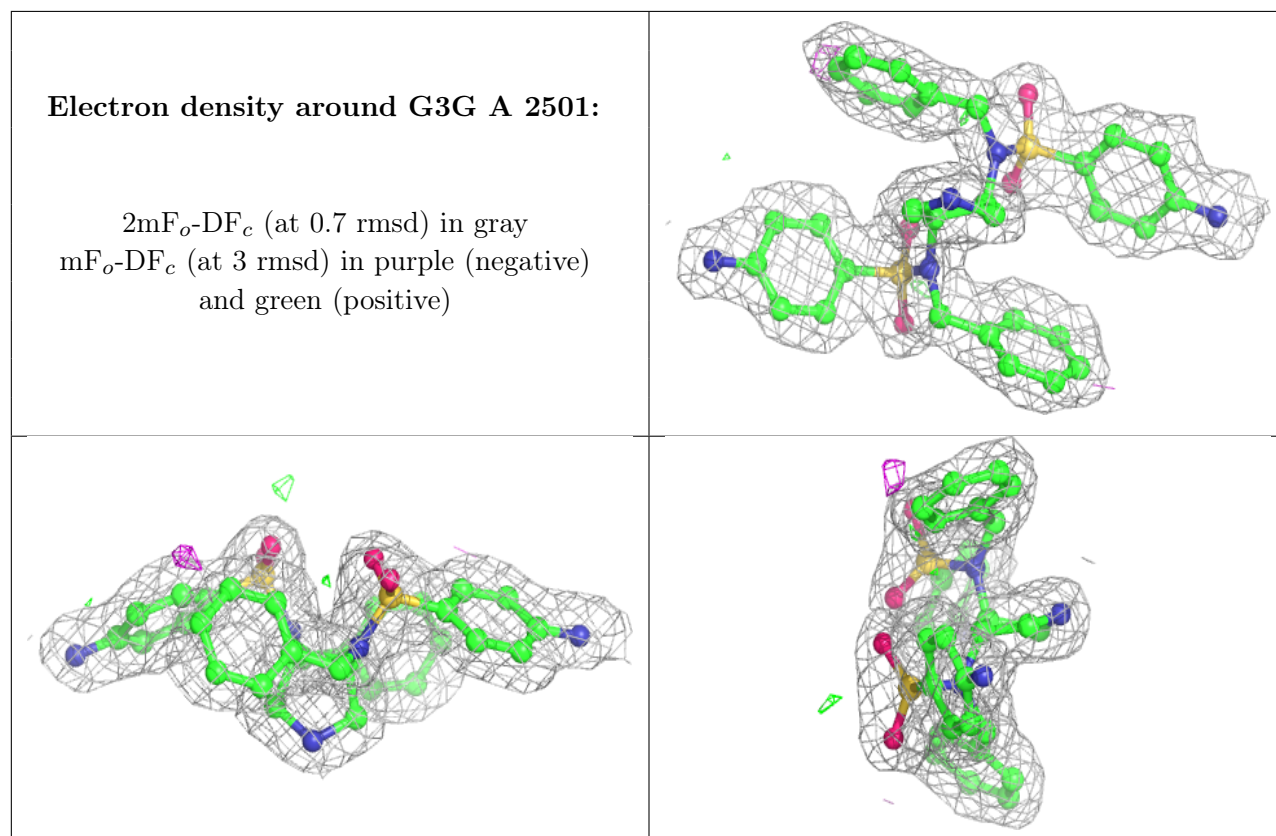 Electron density around G3G A 2501:
2mFo-DFc (at 0.7 rmsd) in gray
mFo-DFc (at 3 rmsd) in purple (negative)
and green (positive)